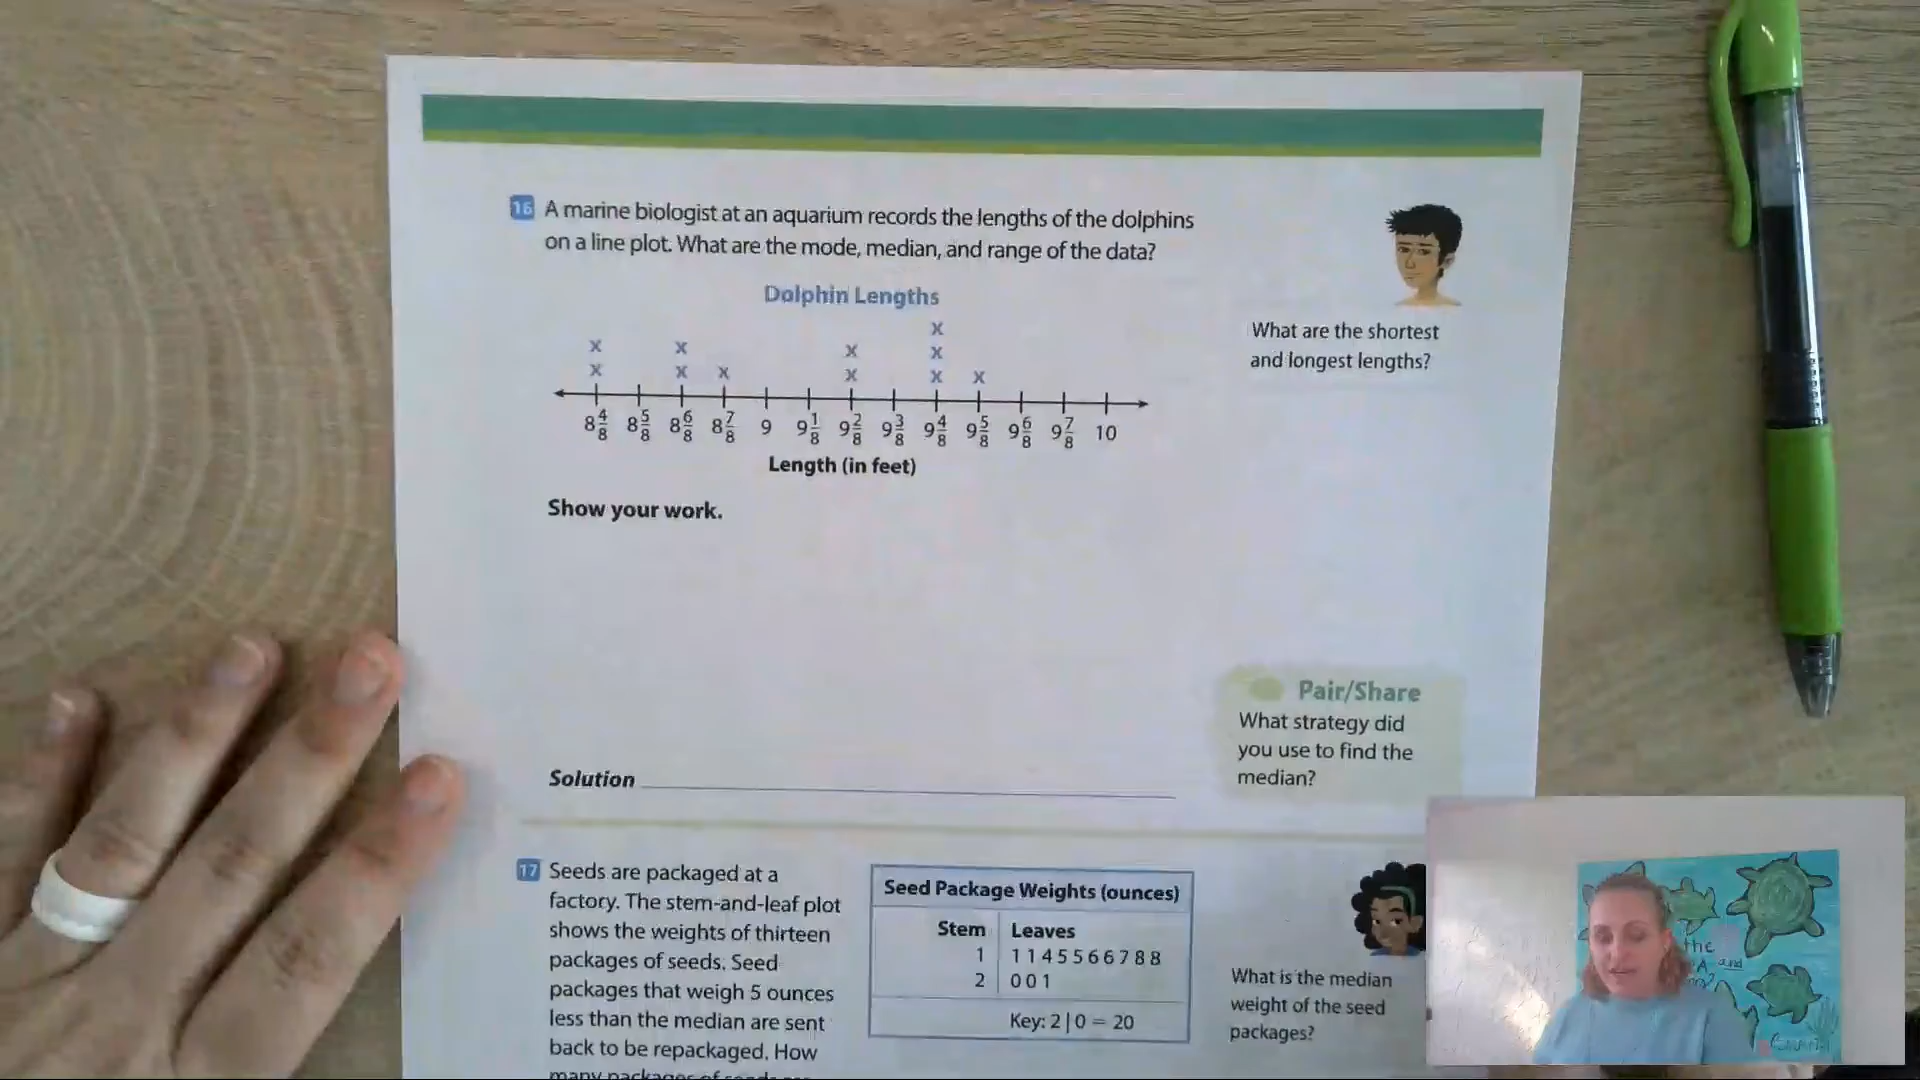 16 A marine biologist at an aquarium records the lengths of the dolphins
on a line plot. What are the mode, median, and range of the data?
Dolphin Lengths
x
x x x x
x x x x x x
8 4/8 8 5/8 8 6/8 8 7/8 9 9 1/8 9 2/8 9 3/8 9 4/8 9 5/8 9 6/8 9 7/8 10
Length (in feet)
Show your work.
Solution
What are the shortest
and longest lengths?
Pair/Share
What strategy did
you use to find the
median?
17 Seeds are packaged at a
factory. The stem-and-leaf plot
shows the weights of thirteen
packages of seeds. Seed
packages that weigh 5 ounces
less than the median are sent
back to be repackaged. How
many packages of seeds
Seed Package Weights (ounces)
Stem Leaves
1 1 1 4 5 5 6 6 7 8 8
2 0 0 1
Key: 2 | 0 = 20
What is the median
weight of the seed
packages?
the
and